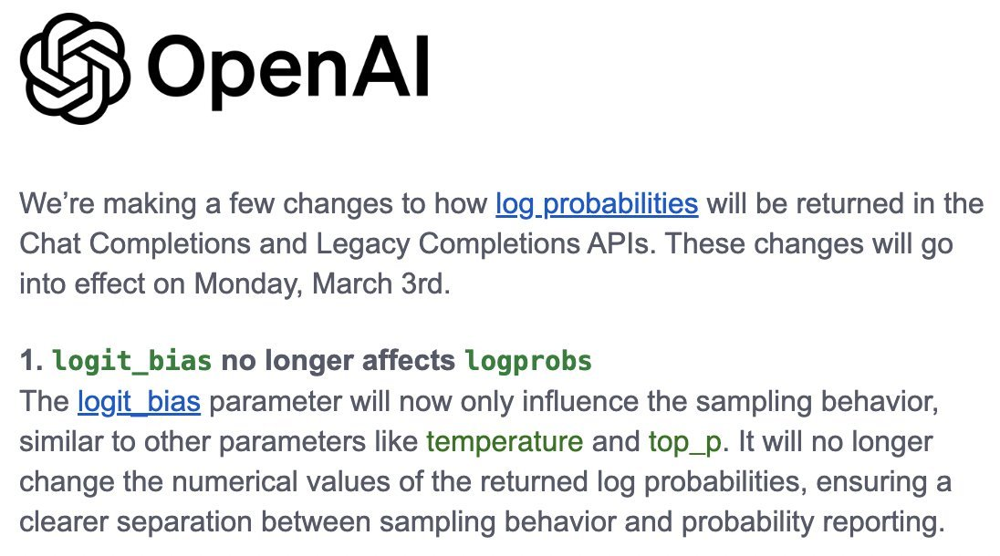 OpenAI
We’re making a few changes to how log probabilities will be returned in the
Chat Completions and Legacy Completions APIs. These changes will go
into effect on Monday, March 3rd.
1. logit_bias no longer affects logprobs
The logit_bias parameter will now only influence the sampling behavior,
similar to other parameters like temperature and top_p. It will no longer
change the numerical values of the returned log probabilities, ensuring a
clearer separation between sampling behavior and probability reporting.